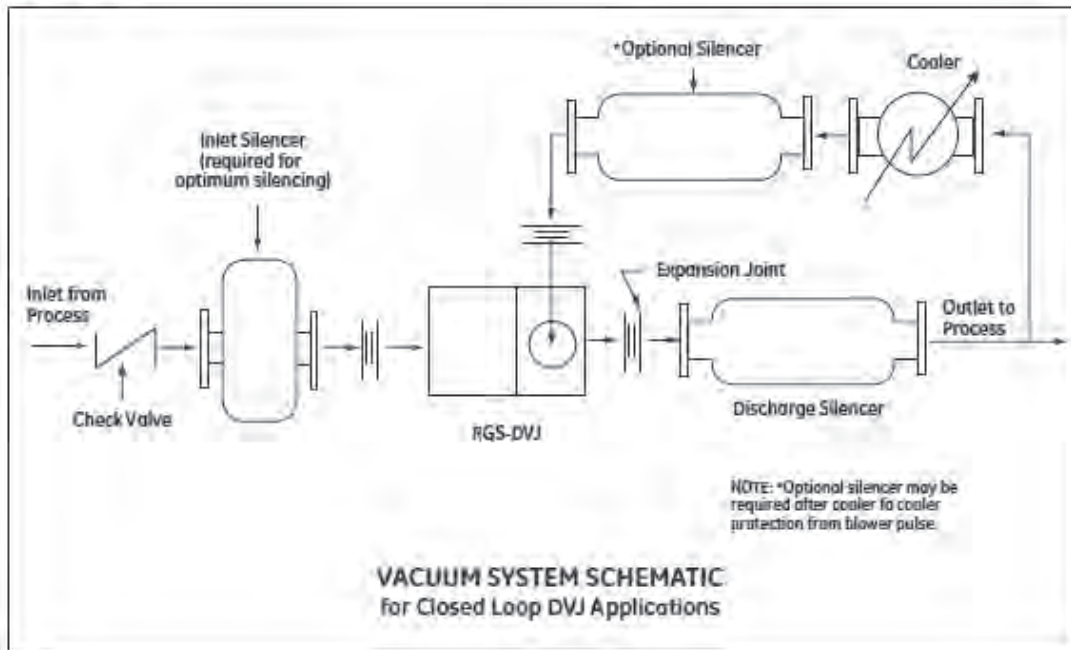 *Optional Silencer
Cooler
Inlet Silencer
(required for
optimum silencing)
Expansion Joint
Inlet from
Process
Outlet to
Process
Check Valve
RGS-DVJ
Discharge Silencer
NOTE: *Optional silencer may be
required after cooler fo cooler
protection from blower pulse.
VACUUM SYSTEM SCHEMATIC
for Closed Loop DVJ Applications